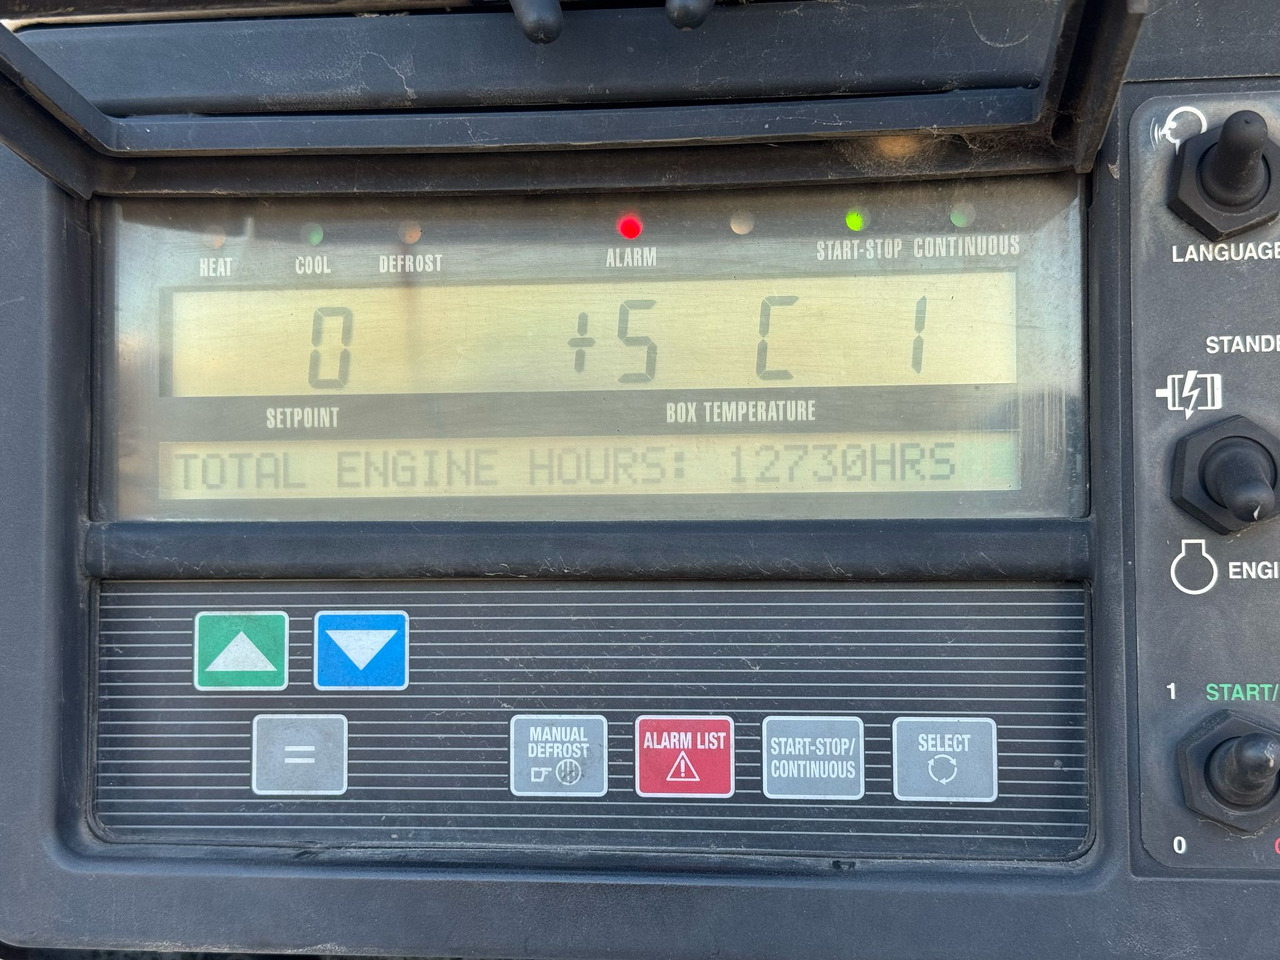 HEAT COOL DEFROST ALARM START-STOP CONTINUOUS
0 +5 C 1
SETPOINT BOX TEMPERATURE
TOTAL ENGINE HOURS: 12730HRS
=
MANUAL DEFROST
ALARM LIST
START-STOP/ CONTINUOUS
SELECT
LANGUAGE
STANDB
ENGI
1 START/
0